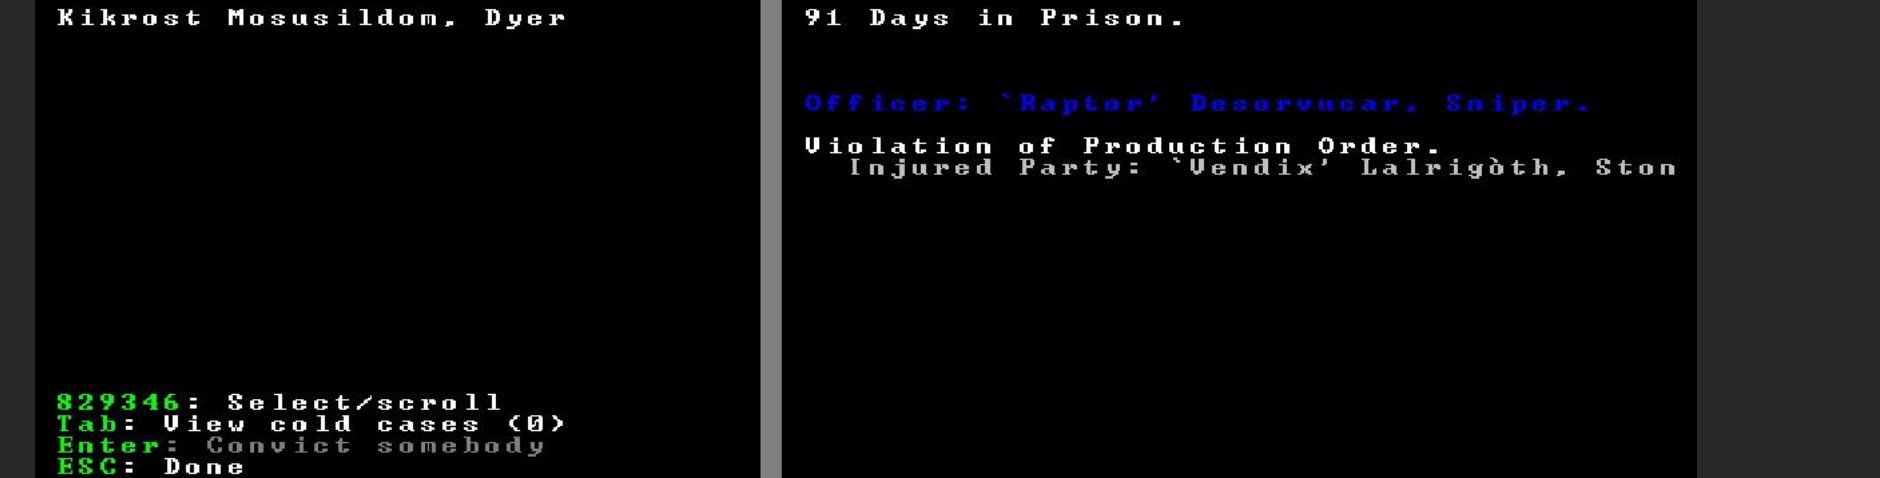 Kikrost Mosusildom, Dyer
829346: Select/scroll
Tab: View cold cases (0)
Enter: Convict somebody
ESC: Done
91 Days in Prison.
Officer: `Raptor' Desorvucar, Sniper.
Violation of Production Order.
Injured Party: `Vendix' Lalrigòth, Ston